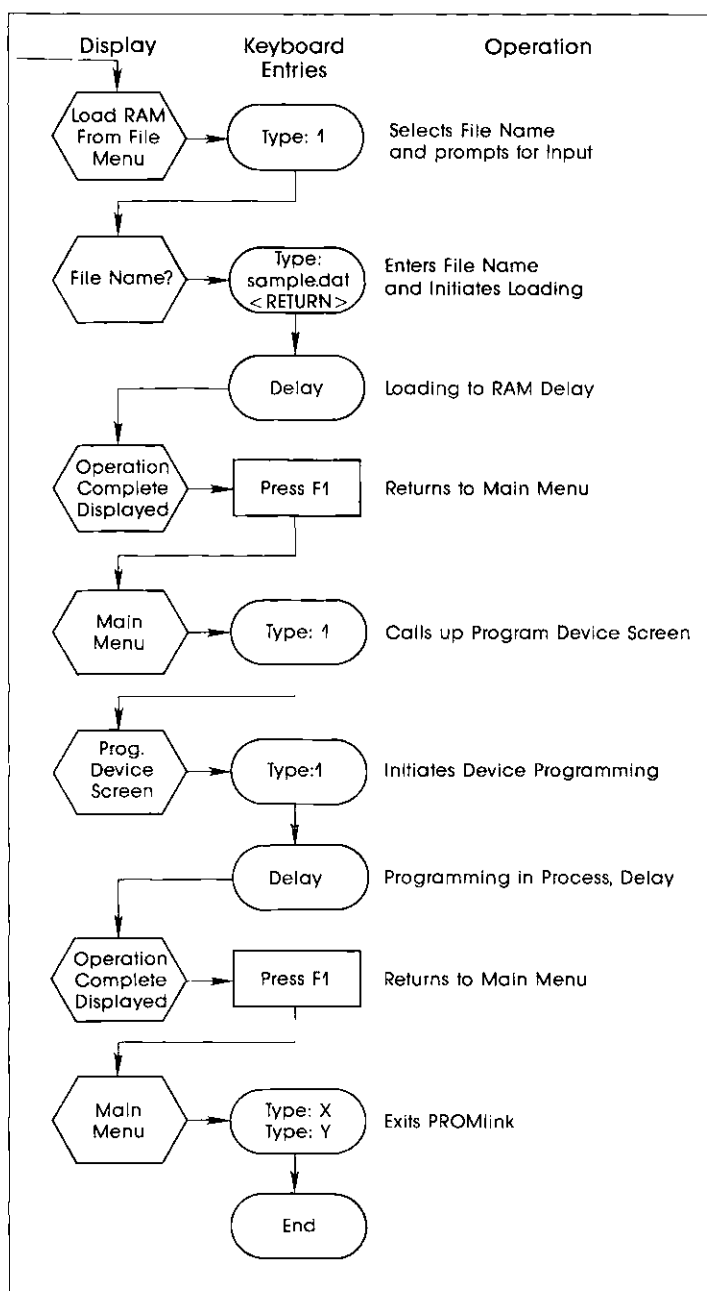 Display
Keyboard
Entries
Operation
Load RAM
From File
Menu
Type: 1
Selects File Name
and prompts for Input
File Name?
Type:
sample.dat
<RETURN>
Enters File Name
and Initiates Loading
Delay
Loading to RAM Delay
Operation
Complete
Displayed
Press F1
Returns to Main Menu
Main
Menu
Type: 1
Calls up Program Device Screen
Prog.
Device
Screen
Type:1
Initiates Device Programming
Delay
Programming in Process, Delay
Operation
Complete
Displayed
Press F1
Returns to Main Menu
Main
Menu
Type: X
Type: Y
Exits PROMlink
End